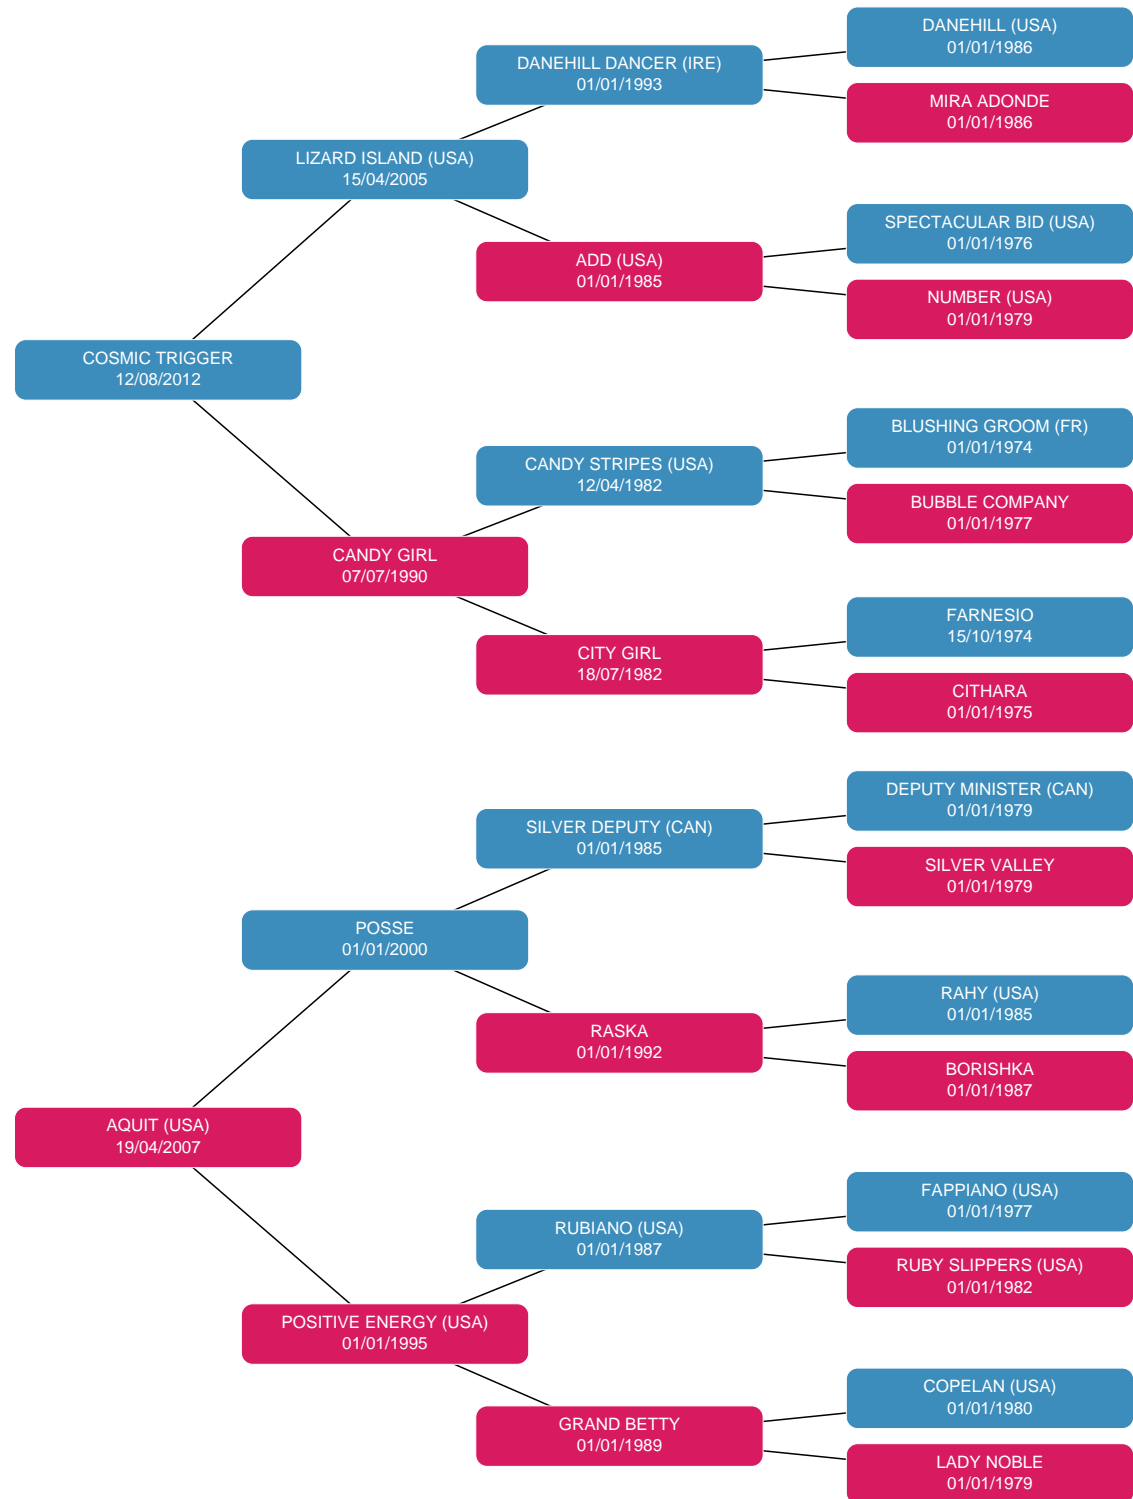 DANEHILL (USA)
01/01/1986
DANEHILL DANCER (IRE)
01/01/1993
MIRA ADONDE
01/01/1986
LIZARD ISLAND (USA)
15/04/2005
SPECTACULAR BID (USA)
01/01/1976
ADD (USA)
01/01/1985
NUMBER (USA)
01/01/1979
COSMIC TRIGGER
12/08/2012
BLUSHING GROOM (FR)
01/01/1974
CANDY STRIPES (USA)
12/04/1982
BUBBLE COMPANY
01/01/1977
CANDY GIRL
07/07/1990
FARNESIO
15/10/1974
CITY GIRL
18/07/1982
CITHARA
01/01/1975
DEPUTY MINISTER (CAN)
01/01/1979
SILVER DEPUTY (CAN)
01/01/1985
SILVER VALLEY
01/01/1979
POSSE
01/01/2000
RAHY (USA)
01/01/1985
RASKA
01/01/1992
BORISHKA
01/01/1987
AQUIT (USA)
19/04/2007
FAPPIANO (USA)
01/01/1977
RUBIANO (USA)
01/01/1987
RUBY SLIPPERS (USA)
01/01/1982
POSITIVE ENERGY (USA)
01/01/1995
COPELAN (USA)
01/01/1980
GRAND BETTY
01/01/1989
LADY NOBLE
01/01/1979